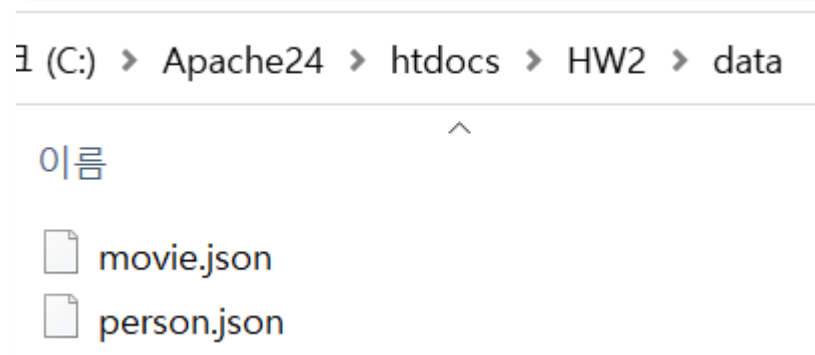 (C:) > Apache24 > htdocs > HW2 > data
이름
movie.json
person.json